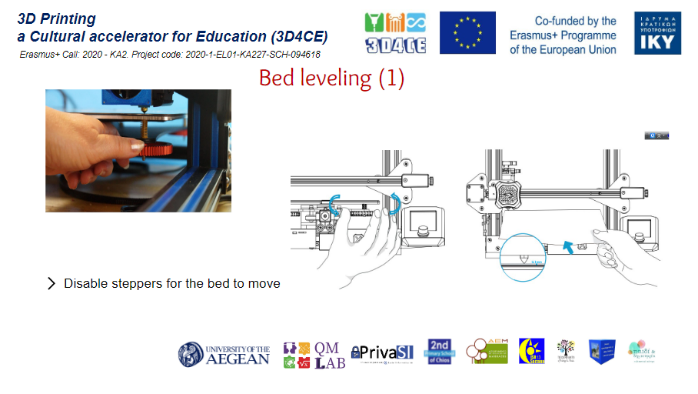 3D Printing
a Cultural accelerator for Education (3D4CE)
Erasmus+ Call: 2020 - KA2. Project code: 2020-1-EL01-KA227-SCH-094618
3D4CE
Co-funded by the
Erasmus+ Programme
of the European Union
ΙΔΡΥΜΑ
ΚΡΑΤΙΚΩΝ
ΥΠΟΤΡΟΦΙΩΝ
IKY
Bed leveling (1)
Disable steppers for the bed to move
UNIVERSITY OF THE
AEGEAN
QM
LAB
PrivaSI
2nd
Primary School
of Chios